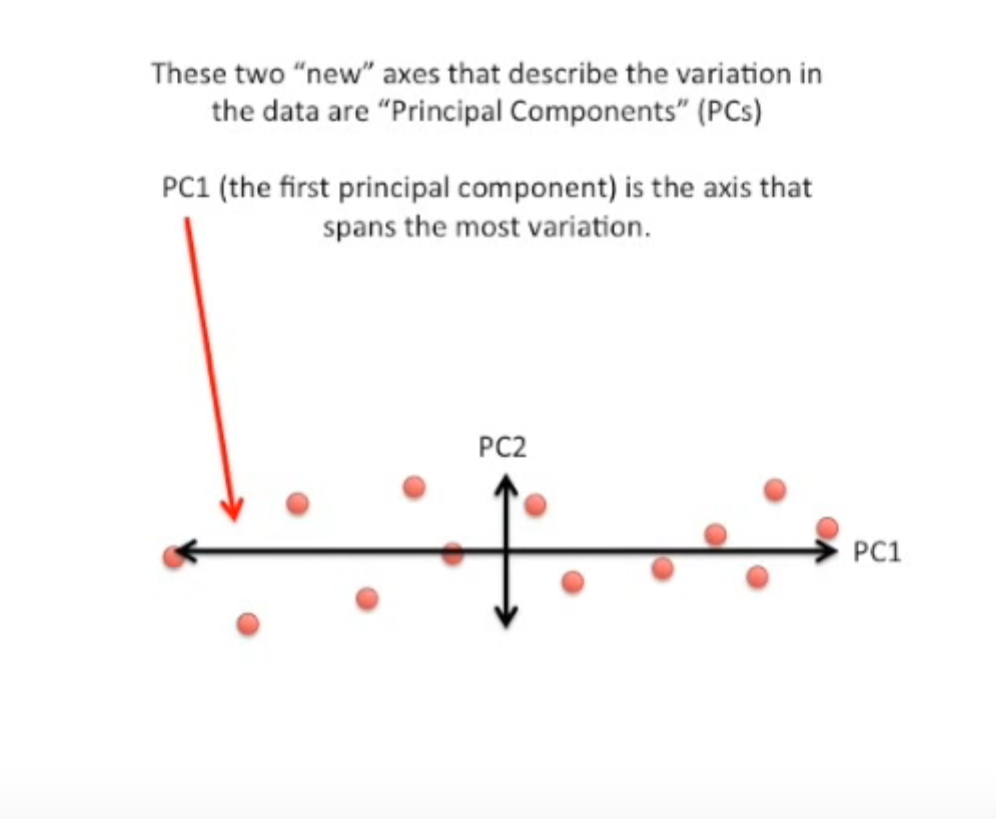 These two “new” axes that describe the variation in
the data are “Principal Components” (PCs)
PC1 (the first principal component) is the axis that
spans the most variation.
PC2
PC1